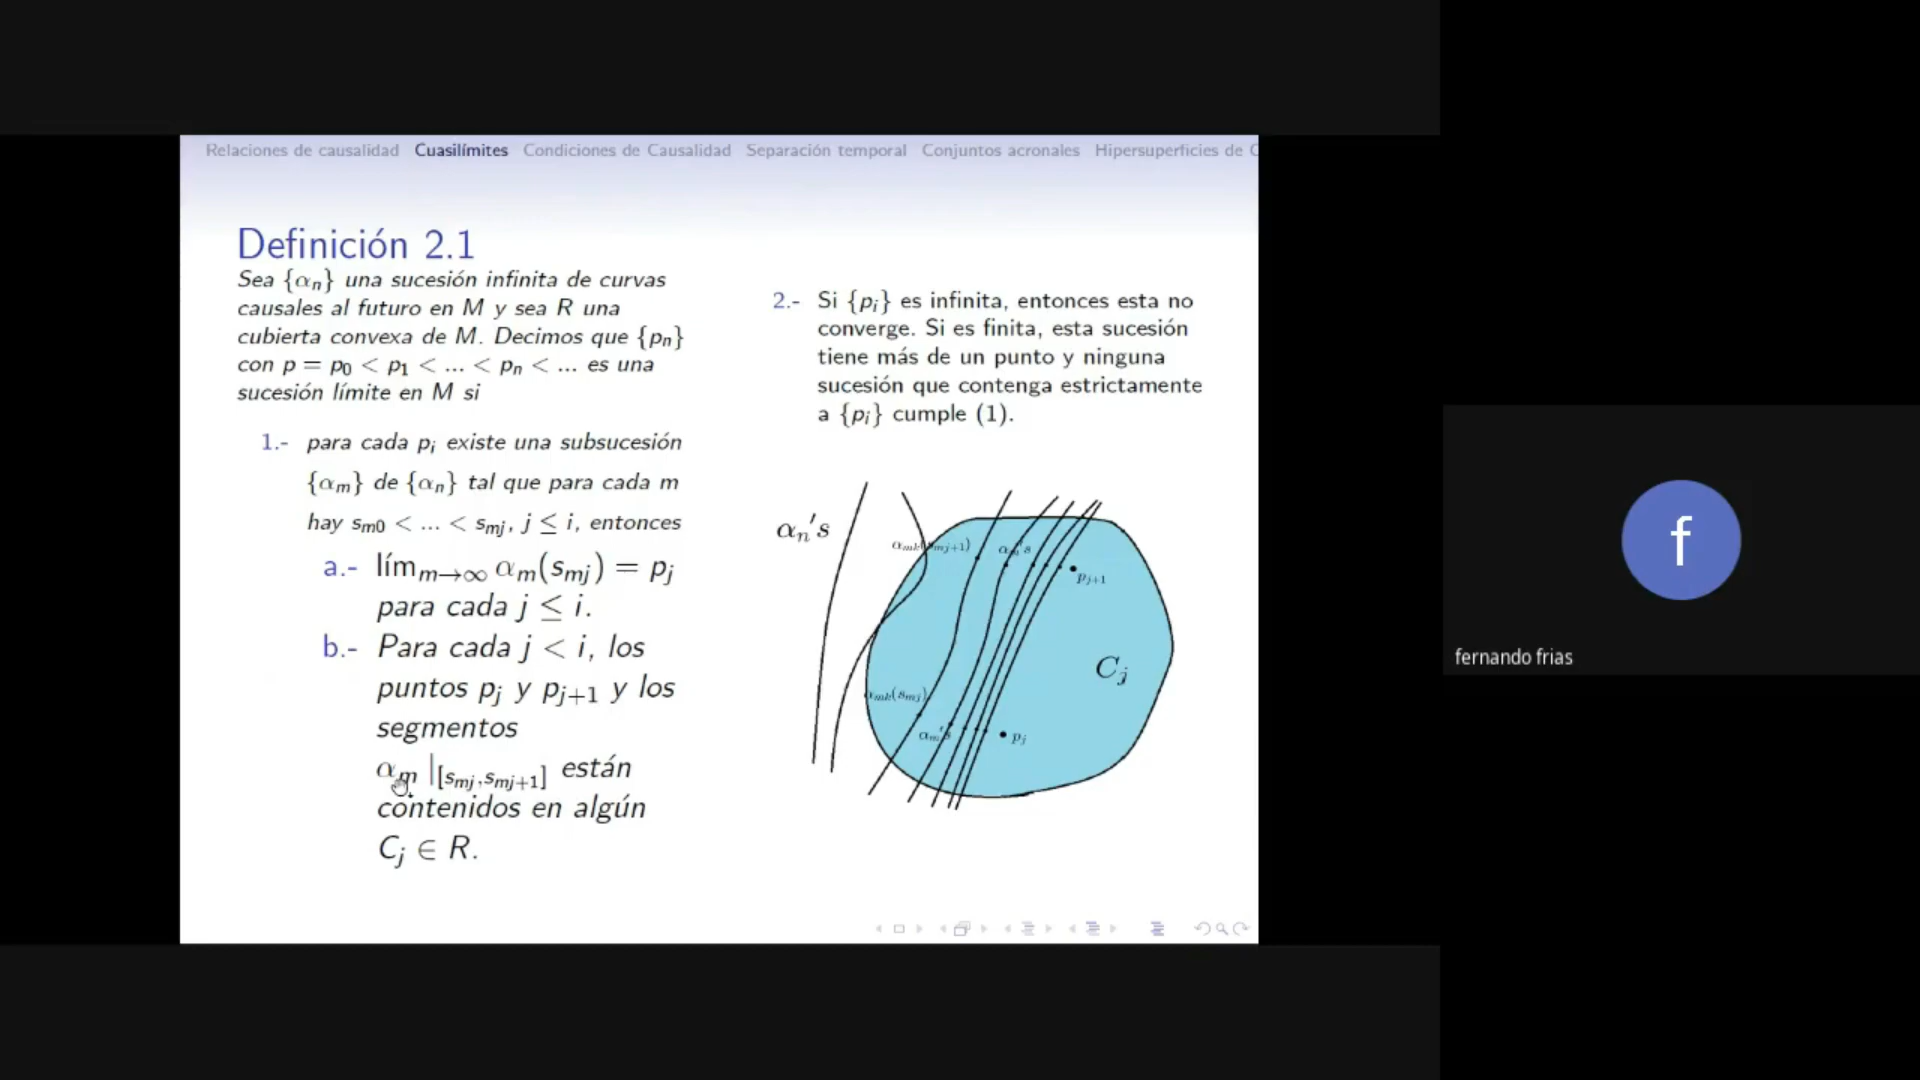 Relaciones de causalidad Cuasilímites Condiciones de Causalidad Separación temporal Conjuntos acronales Hipersuperficies de C
Definición 2.1
Sea {αₙ} una sucesión infinita de curvas
causales al futuro en M y sea R una
cubierta convexa de M. Decimos que {pₙ}
con p = p₀ < p₁ < ... < pₙ < ... es una
sucesión límite en M si
1.- para cada pᵢ existe una subsucesión
{αₘ} de {αₙ} tal que para cada m
hay sₘ₀ < ... < sₘⱼ, j ≤ i, entonces
a.- límₘ→∞ αₘ(sₘⱼ) = pⱼ
para cada j ≤ i.
b.- Para cada j < i, los
puntos pⱼ y pⱼ₊₁ y los
segmentos
αₘ |[sₘⱼ,sₘⱼ₊₁] están
contenidos en algún
Cⱼ ∈ R.
2.- Si {pᵢ} es infinita, entonces esta no
converge. Si es finita, esta sucesión
tiene más de un punto y ninguna
sucesión que contenga estrictamente
a {pᵢ} cumple (1).
αₙ's
αₘ's
pⱼ₊₁
Cⱼ
αₘ's
pⱼ
f
fernando frias